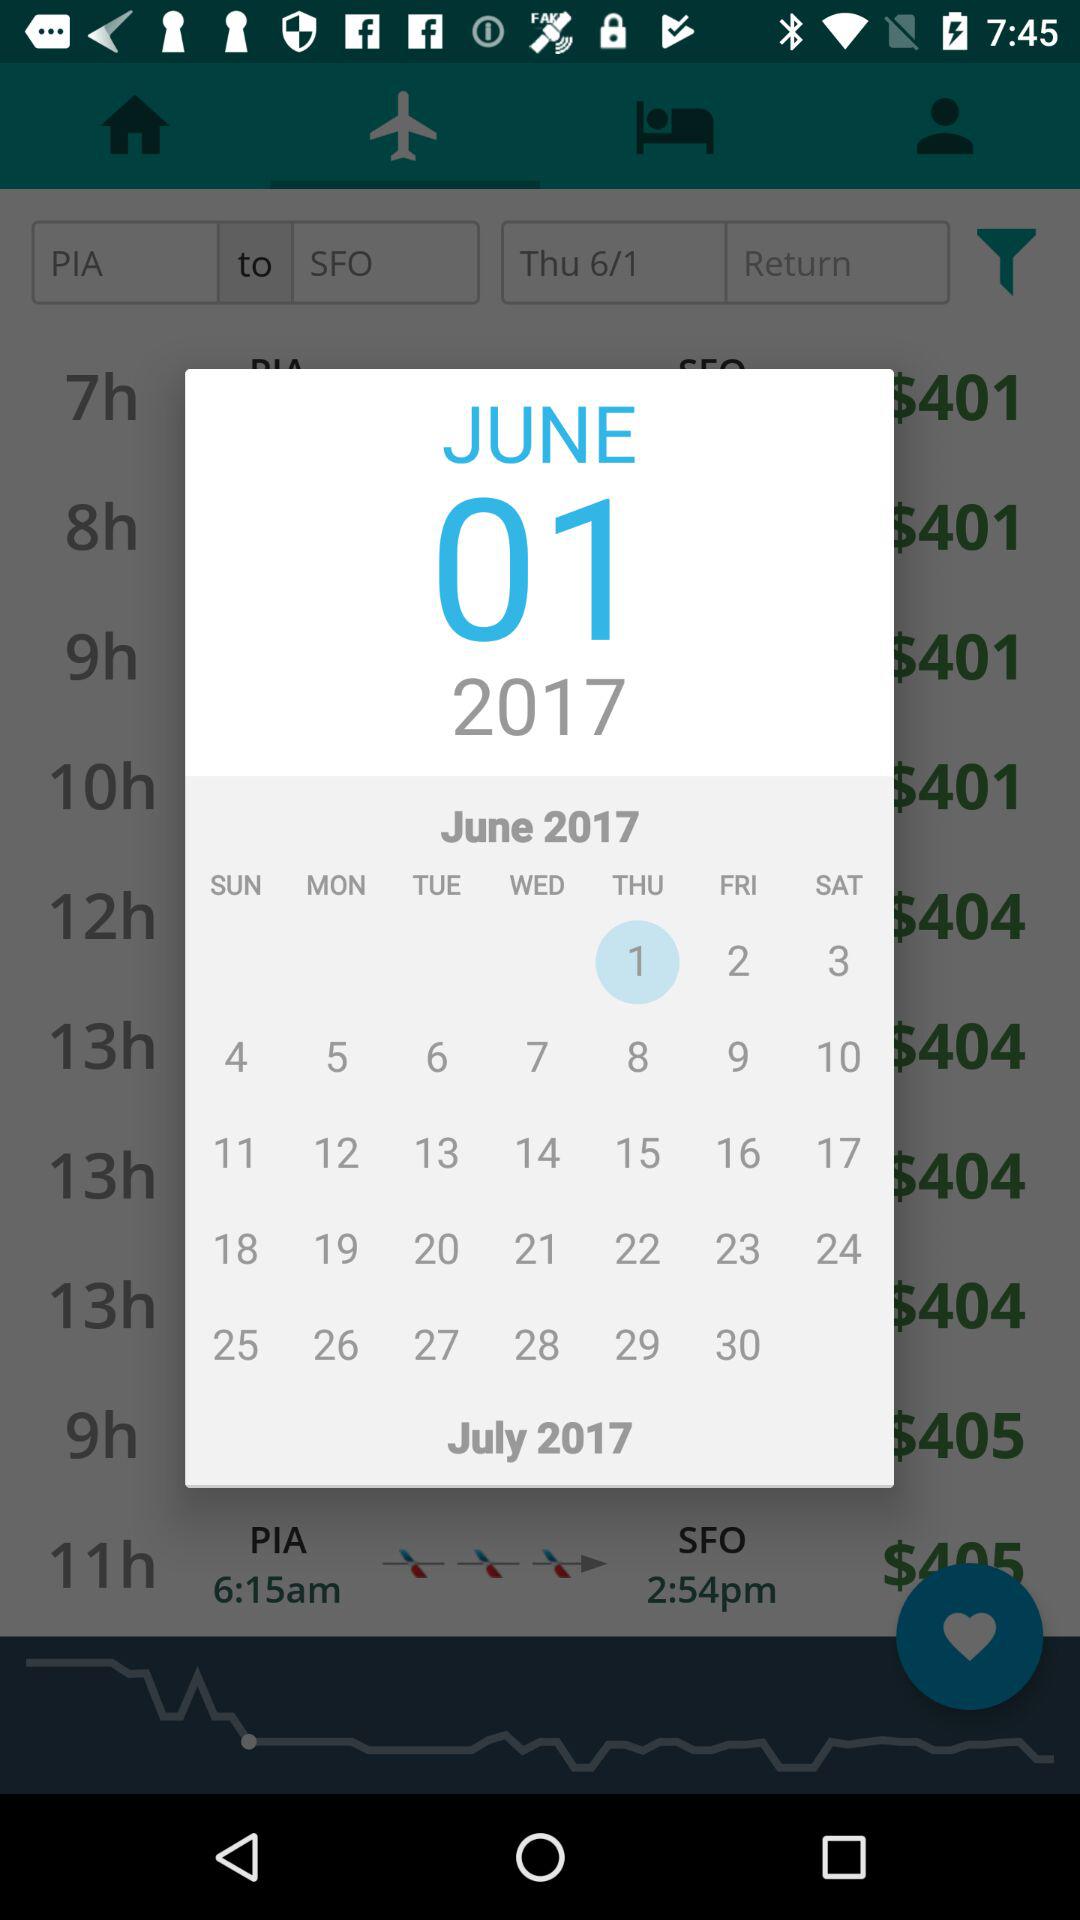 FAKE 7:45
PIA to SFO Thu 6/1 Return
PIA SFO
7h $401
8h $401
9h $401
10h $401
12h $404
13h $404
13h $404
13h $404
9h $405
JUNE
01
2017
June 2017
SUN MON TUE WED THU FRI SAT
1 2 3
4 5 6 7 8 9 10
11 12 13 14 15 16 17
18 19 20 21 22 23 24
25 26 27 28 29 30
July 2017
11h PIA SFO $405
6:15am 2:54pm